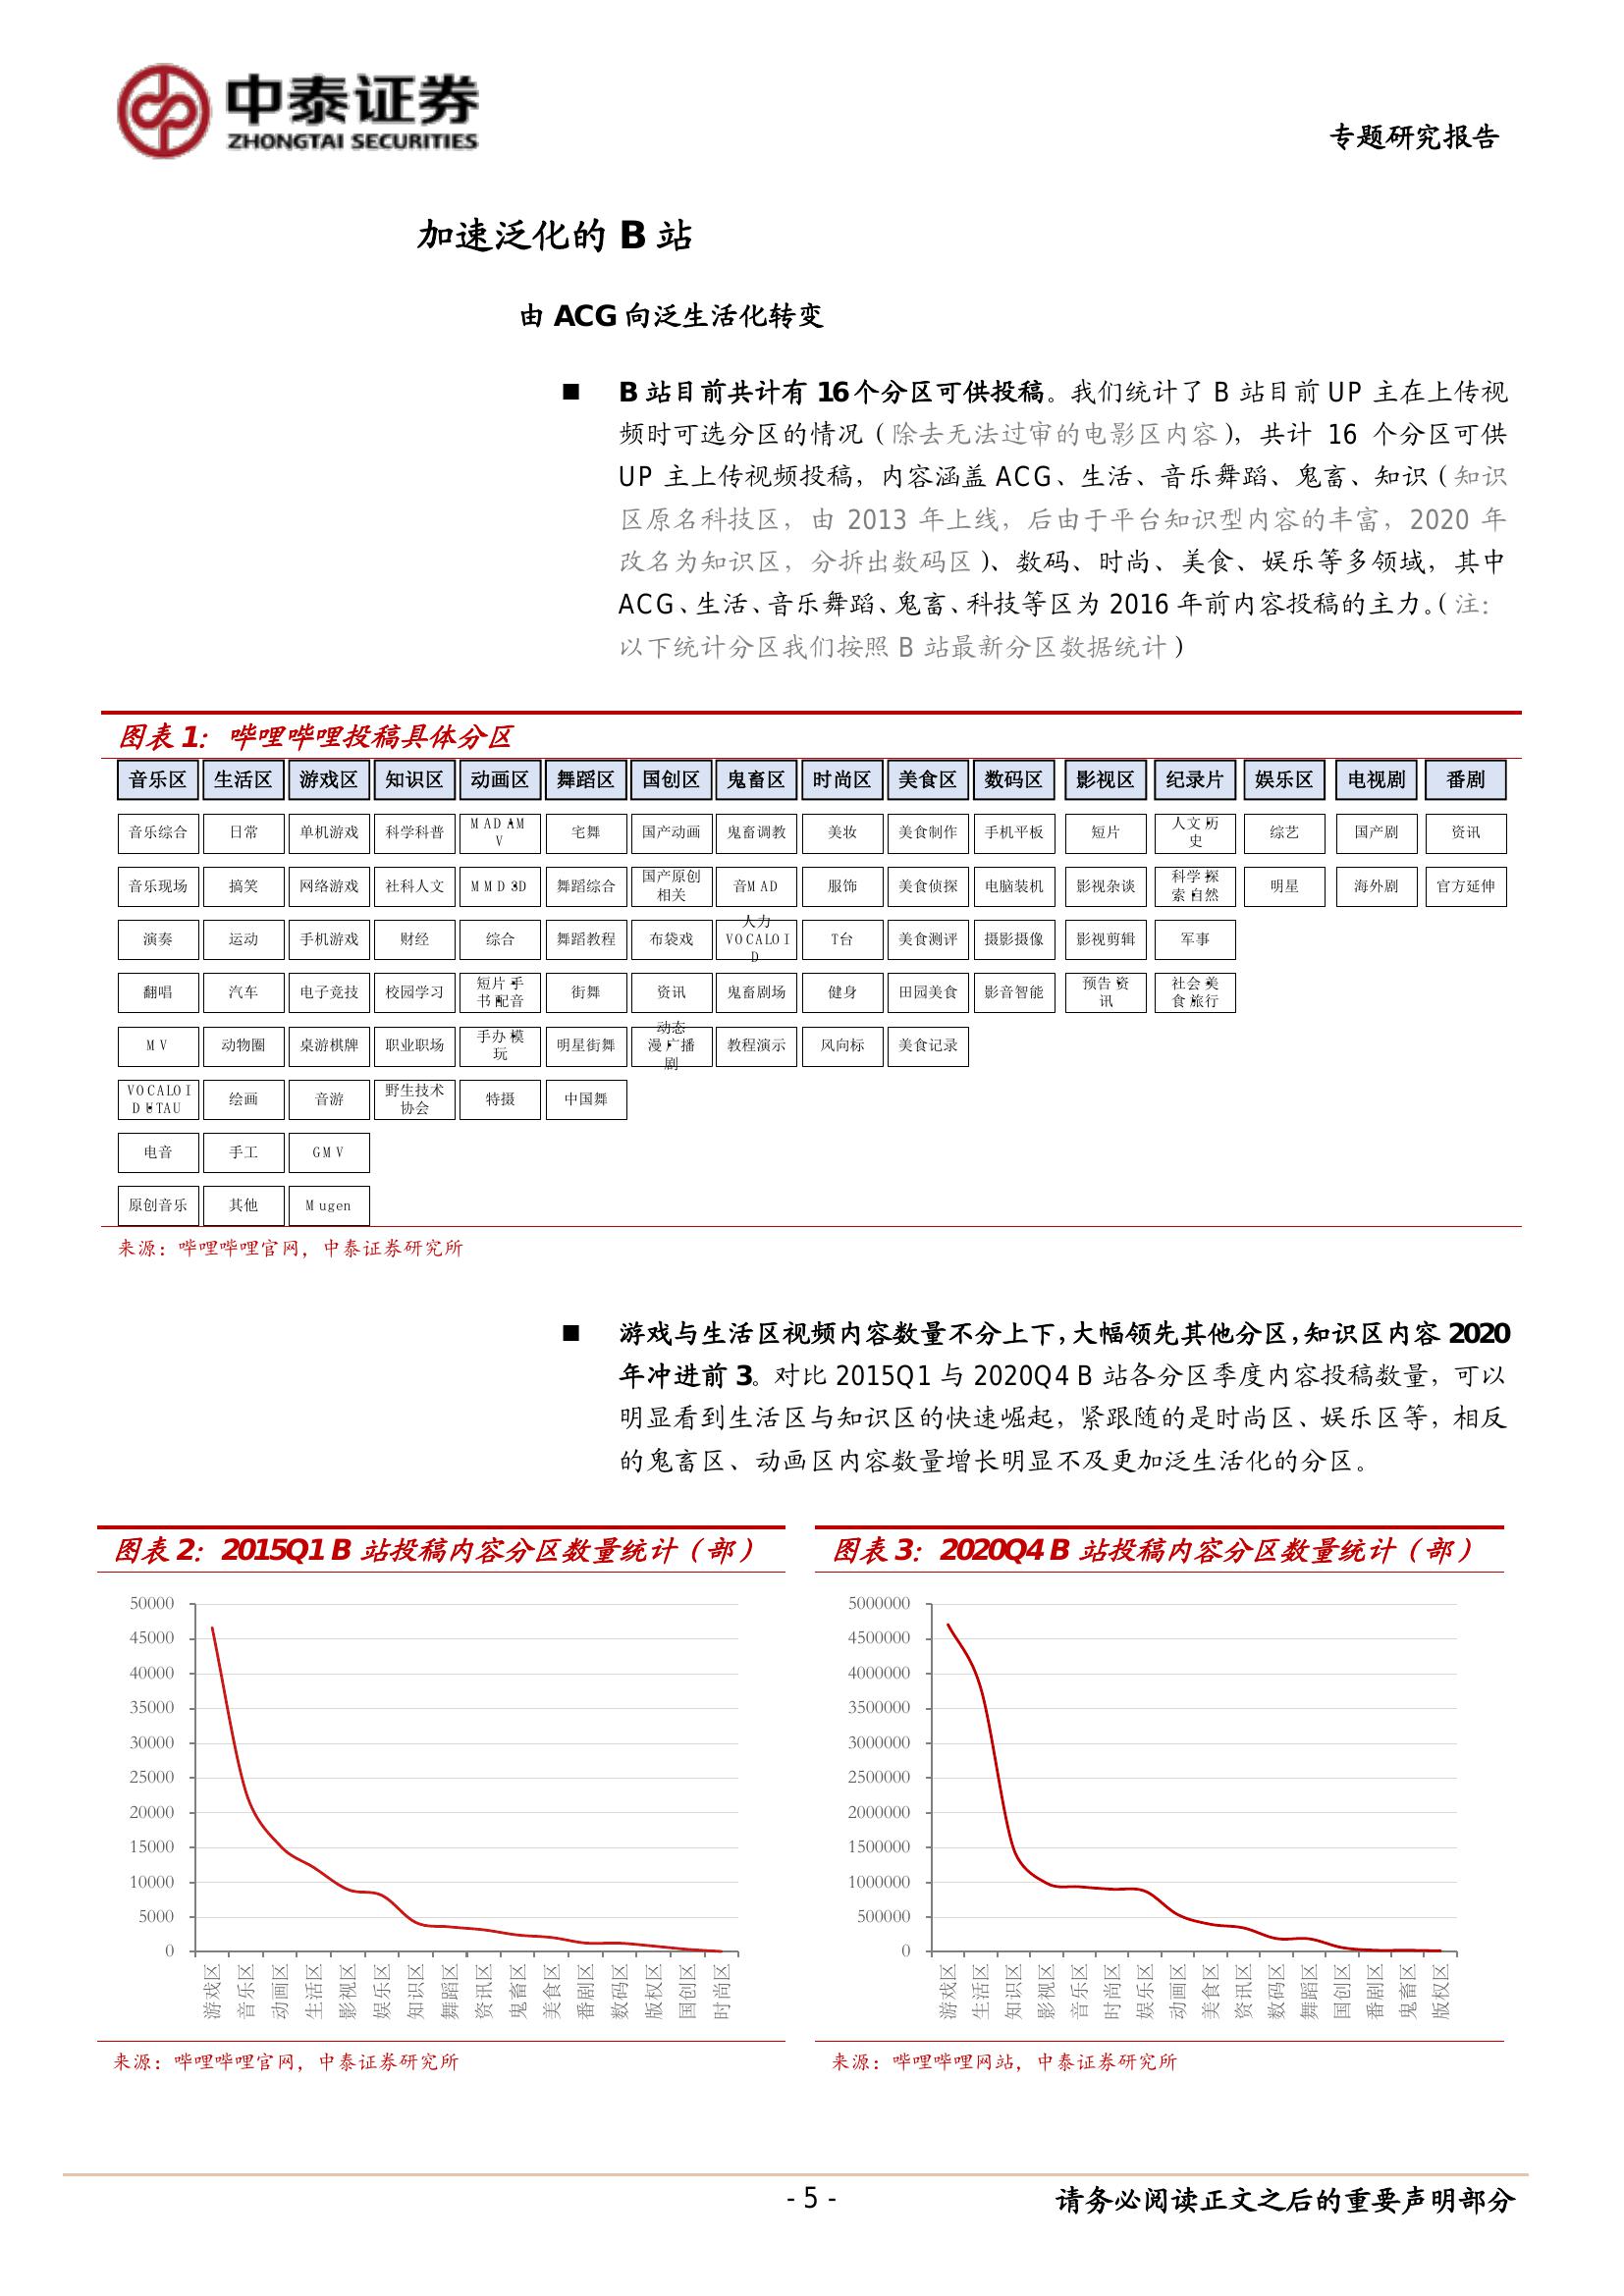 中泰证券
ZHONGTAI SECURITIES
专题研究报告
加速泛化的 B 站
由 ACG 向泛生活化转变
■ B 站目前共计有 16 个分区可供投稿。我们统计了 B 站目前 UP 主在上传视
频时可选分区的情况（除去无法过审的电影区内容），共计 16 个分区可供
UP 主上传视频投稿，内容涵盖 ACG、生活、音乐舞蹈、鬼畜、知识（知识
区原名科技区，由 2013 年上线，后由于平台知识型内容的丰富，2020 年
改名为知识区，分拆出数码区）、数码、时尚、美食、娱乐等多领域，其中
ACG、生活、音乐舞蹈、鬼畜、科技等区为 2016 年前内容投稿的主力。（注：
以下统计分区我们按照 B 站最新分区数据统计）
图表 1：哔哩哔哩投稿具体分区
音乐区 生活区 游戏区 知识区 动画区 舞蹈区 国创区 鬼畜区 时尚区 美食区 数码区 影视区 纪录片 娱乐区 电视剧 番剧
音乐综合 日常 单机游戏 科学科普 MAD·AMV 宅舞 国产动画 鬼畜调教 美妆 美食制作 手机平板 短片 人文·历史 综艺 国产剧 资讯
音乐现场 搞笑 网络游戏 社科人文 MMD·3D 舞蹈综合 国产原创相关 音MAD 服饰 美食侦探 电脑装机 影视杂谈 科学·探索·自然 明星 海外剧 官方延伸
演奏 运动 手机游戏 财经 综合 舞蹈教程 布袋戏 人力VOCALOID T台 美食测评 摄影摄像 影视剪辑 军事
翻唱 汽车 电子竞技 校园学习 短片·手书·配音 街舞 资讯 鬼畜剧场 健身 田园美食 影音智能 预告·资讯 社会·美食·旅行
MV 动物圈 桌游棋牌 职业职场 手办·模玩 明星街舞 动态漫·广播剧 教程演示 风向标 美食记录
VOCALOID·UTAU 绘画 音游 野生技术协会 特摄 中国舞
电音 手工 GMV
原创音乐 其他 Mugen
来源：哔哩哔哩官网，中泰证券研究所
■ 游戏与生活区视频内容数量不分上下，大幅领先其他分区，知识区内容 2020
年冲进前 3。对比 2015Q1 与 2020Q4 B 站各分区季度内容投稿数量，可以
明显看到生活区与知识区的快速崛起，紧跟随的是时尚区、娱乐区等，相反
的鬼畜区、动画区内容数量增长明显不及更加泛生活化的分区。
图表 2：2015Q1 B 站投稿内容分区数量统计（部）
50000
45000
40000
35000
30000
25000
20000
15000
10000
5000
0
游戏区 音乐区 动画区 生活区 影视区 娱乐区 知识区 舞蹈区 资讯区 鬼畜区 美食区 番剧区 数码区 版权区 国创区 时尚区
来源：哔哩哔哩官网，中泰证券研究所
图表 3：2020Q4 B 站投稿内容分区数量统计（部）
5000000
4500000
4000000
3500000
3000000
2500000
2000000
1500000
1000000
500000
0
游戏区 生活区 知识区 影视区 音乐区 时尚区 娱乐区 动画区 美食区 资讯区 数码区 舞蹈区 国创区 番剧区 鬼畜区 版权区
来源：哔哩哔哩网站，中泰证券研究所
- 5 -
请务必阅读正文之后的重要声明部分